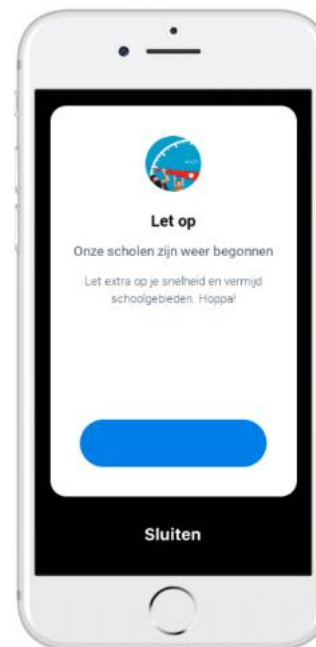 Let op
Onze scholen zijn weer begonnen
Let extra op je snelheid en vermijd
schoolgebieden. Hoppa!
Sluiten